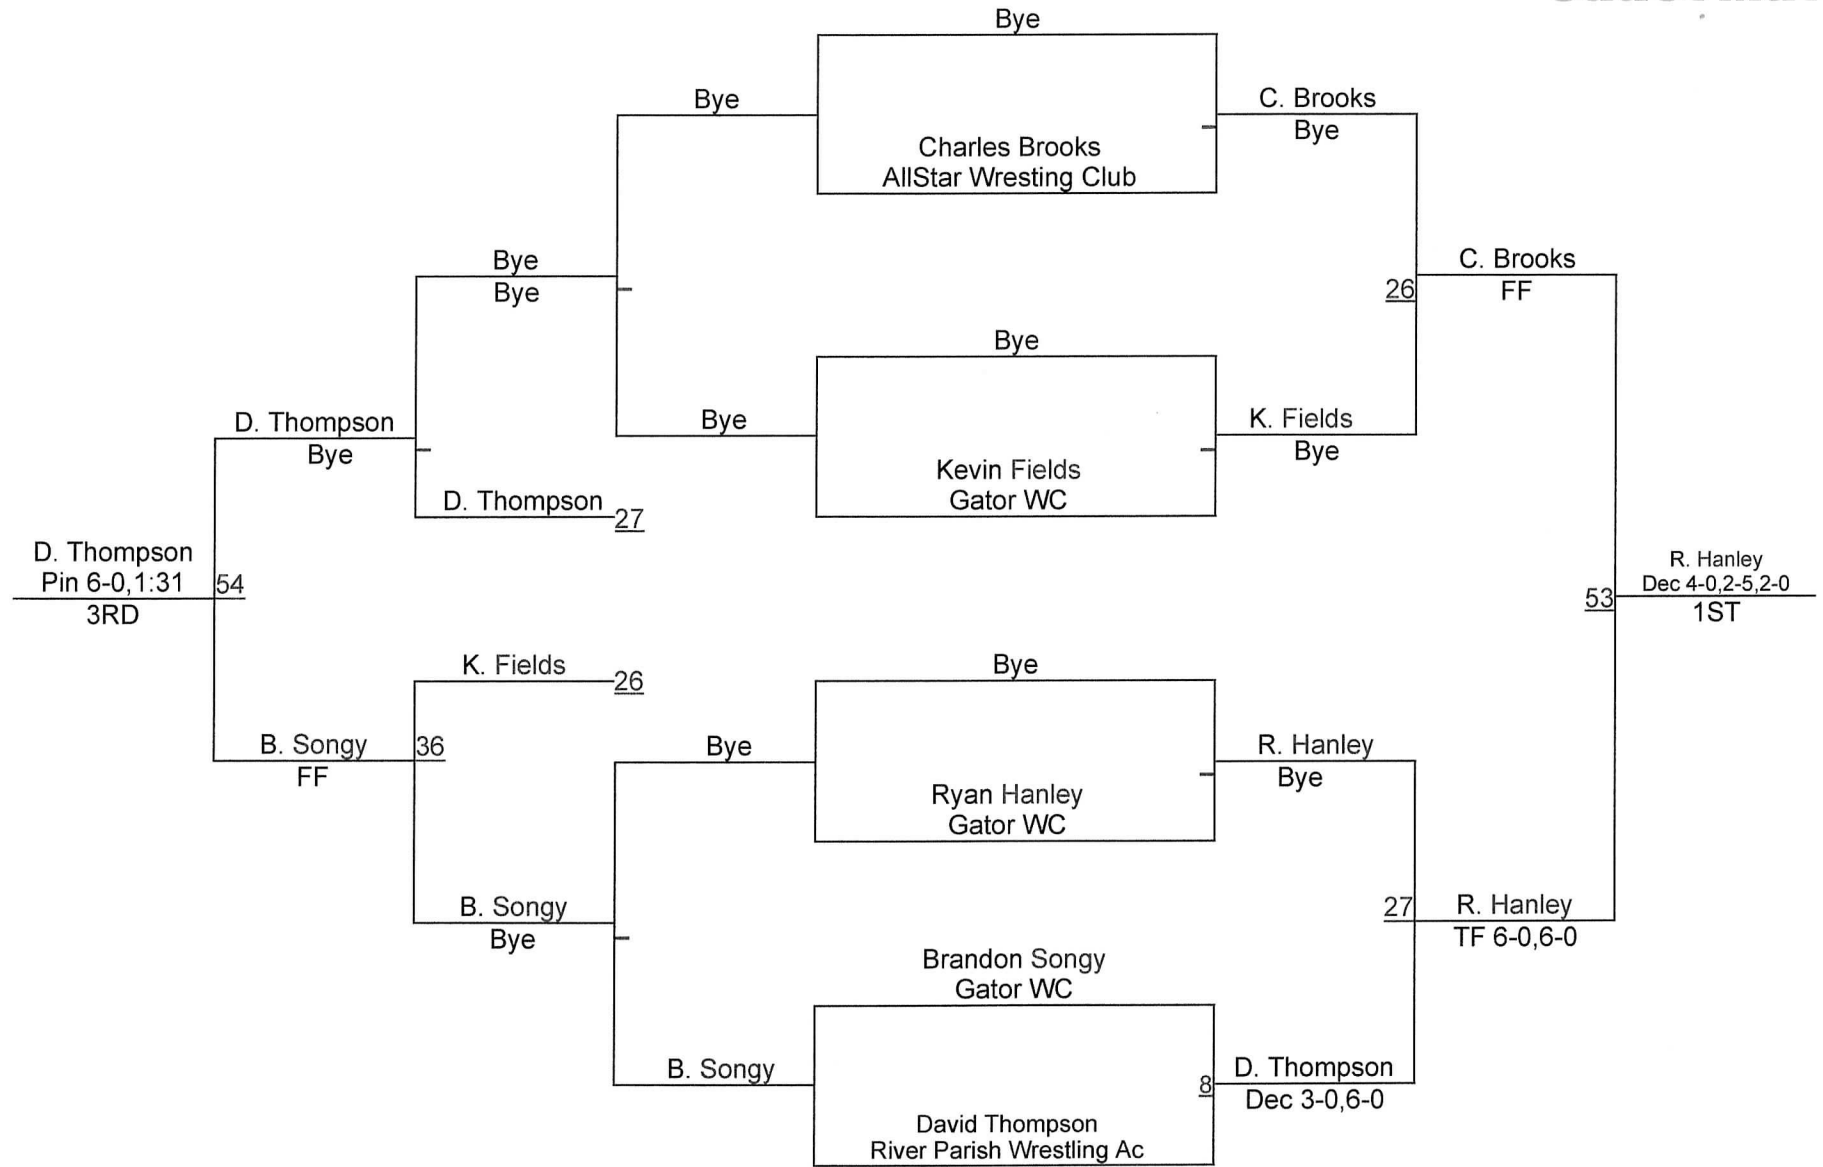 Bye
Bye
C. Brooks
Bye
Charles Brooks
AllStar Wresting Club
Bye
Bye
C. Brooks
FF
26
Bye
Bye
K. Fields
Bye
Kevin Fields
Gator WC
D. Thompson
Bye
D. Thompson
27
D. Thompson
Pin 6-0,1:31
54
3RD
R. Hanley
Dec 4-0,2-5,2-0
53
1ST
K. Fields
26
Bye
B. Songy
36
FF
Bye
R. Hanley
Bye
Ryan Hanley
Gator WC
B. Songy
Bye
27
R. Hanley
TF 6-0,6-0
Brandon Songy
Gator WC
B. Songy
8
D. Thompson
Dec 3-0,6-0
David Thompson
River Parish Wrestling Ac